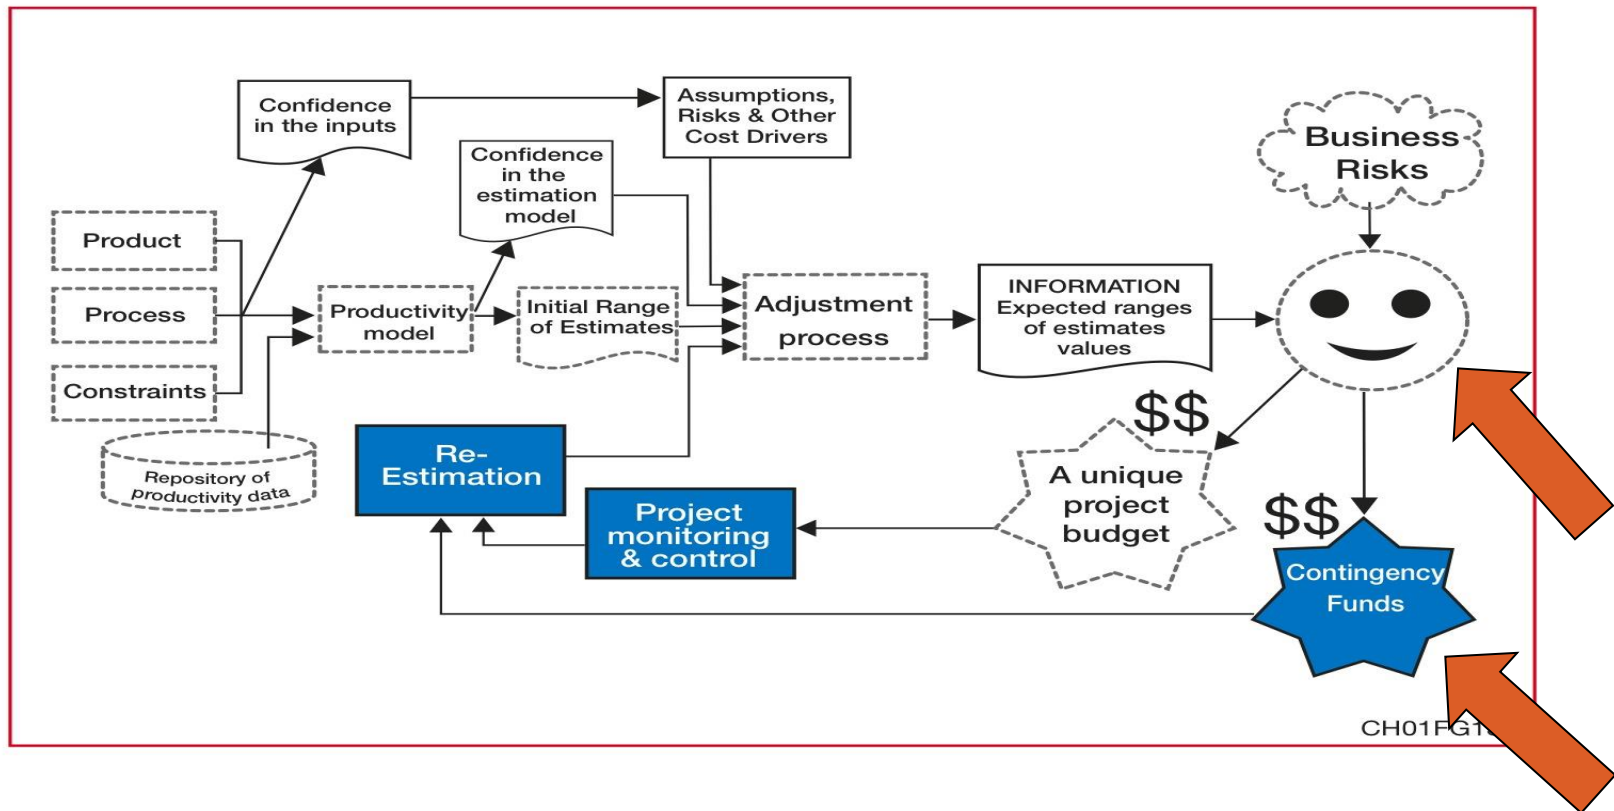 Confidence
in the inputs
Assumptions,
Risks & Other
Cost Drivers
Business
Risks
Confidence
in the
estimation
model
Product
Process
Constraints
Productivity
model
Initial Range
of Estimates
Adjustment
process
INFORMATION
Expected ranges
of estimates
values
$$
A unique
project
budget
$$
Contingency
Funds
Re-
Estimation
Project
monitoring
& control
Repository of
productivity data